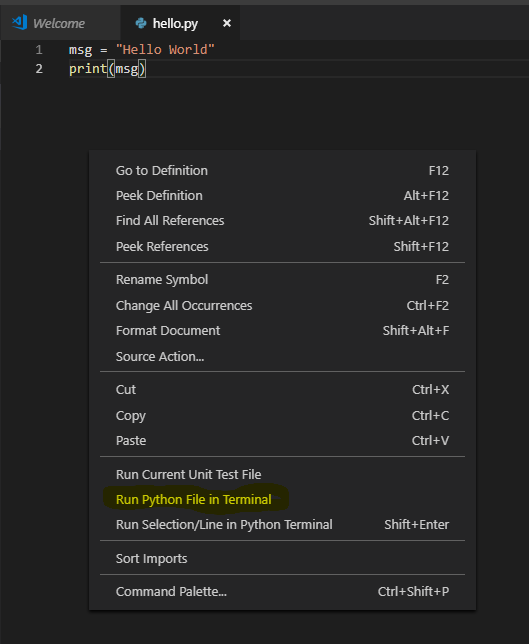 Welcome hello.py ×
1 msg = "Hello World"
2 print(msg)
Go to Definition F12
Peek Definition Alt+F12
Find All References Shift+Alt+F12
Peek References Shift+F12
Rename Symbol F2
Change All Occurrences Ctrl+F2
Format Document Shift+Alt+F
Source Action...
Cut Ctrl+X
Copy Ctrl+C
Paste Ctrl+V
Run Current Unit Test File
Run Python File in Terminal
Run Selection/Line in Python Terminal Shift+Enter
Sort Imports
Command Palette... Ctrl+Shift+P